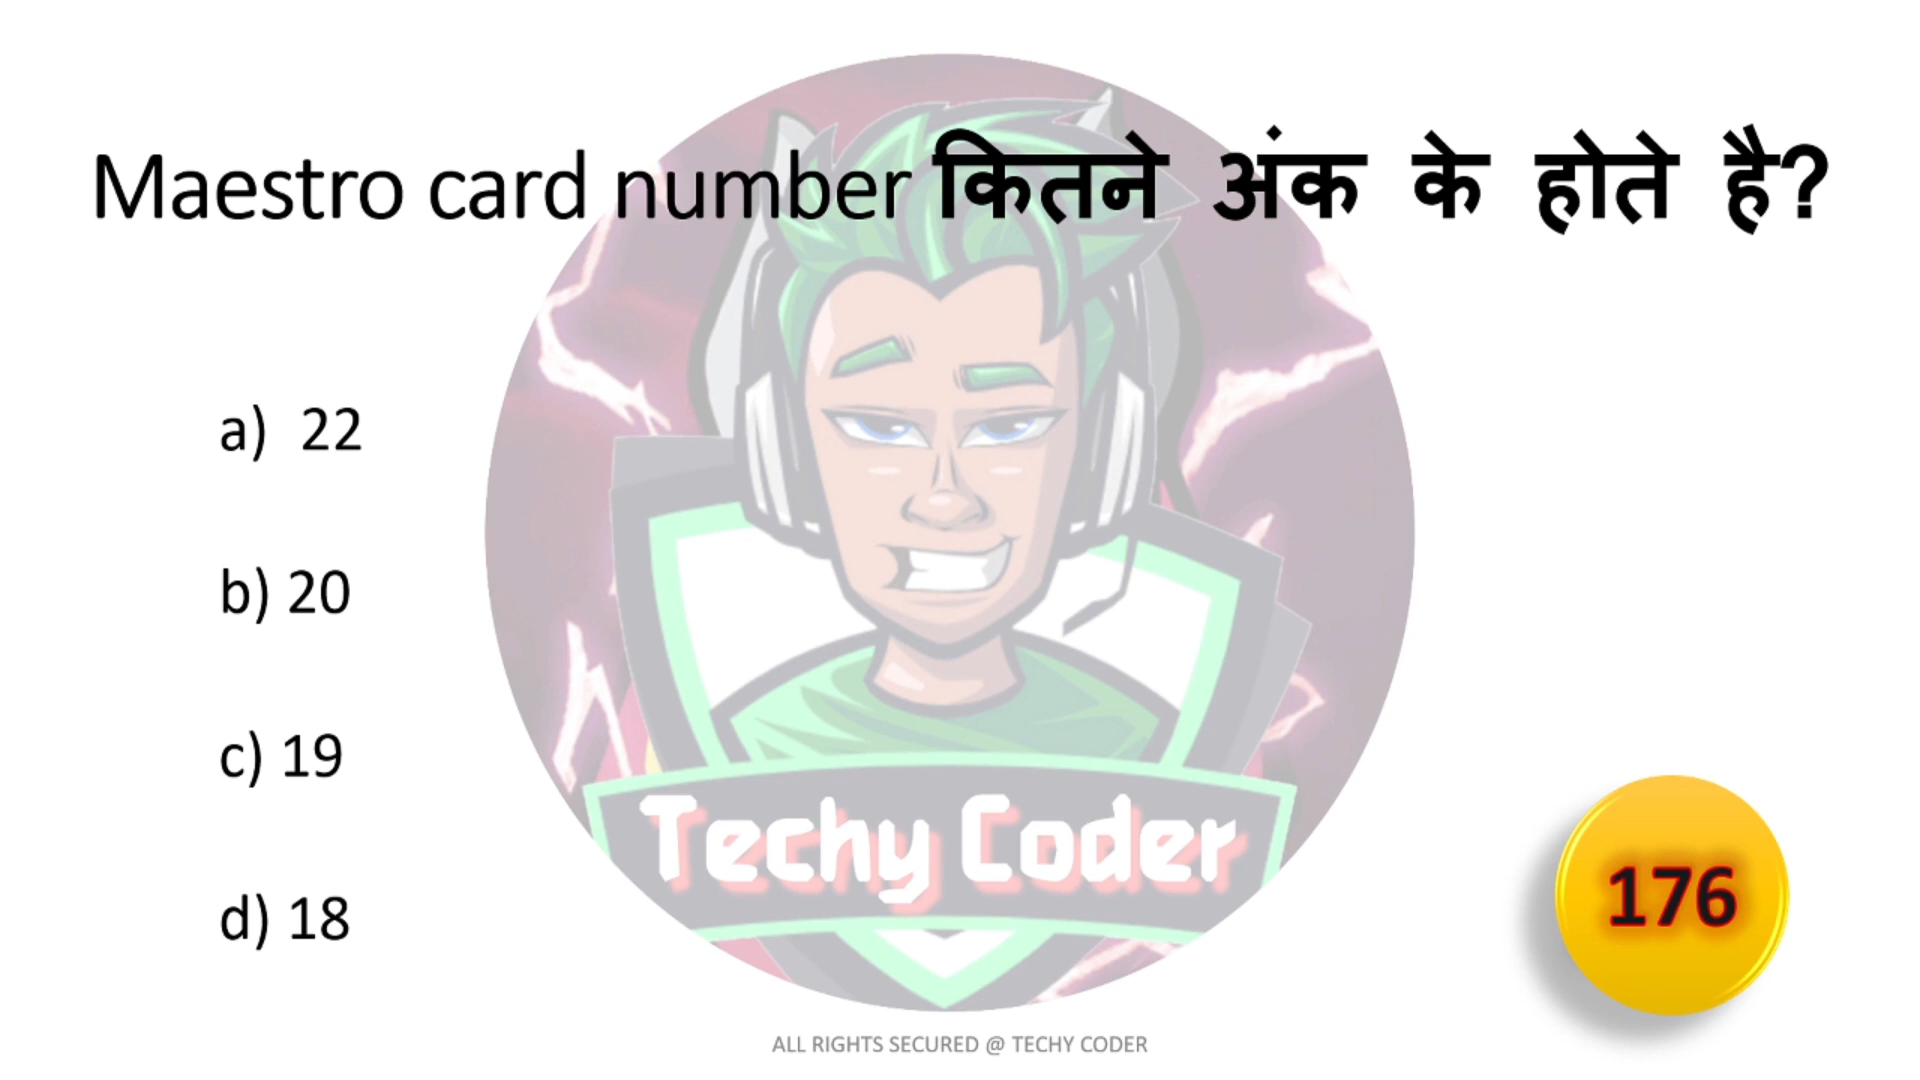 Maestro card number कितने अंक के होते है?
a) 22
b) 20
c) 19
d) 18
Techy Coder
176
ALL RIGHTS SECURED @ TECHY CODER